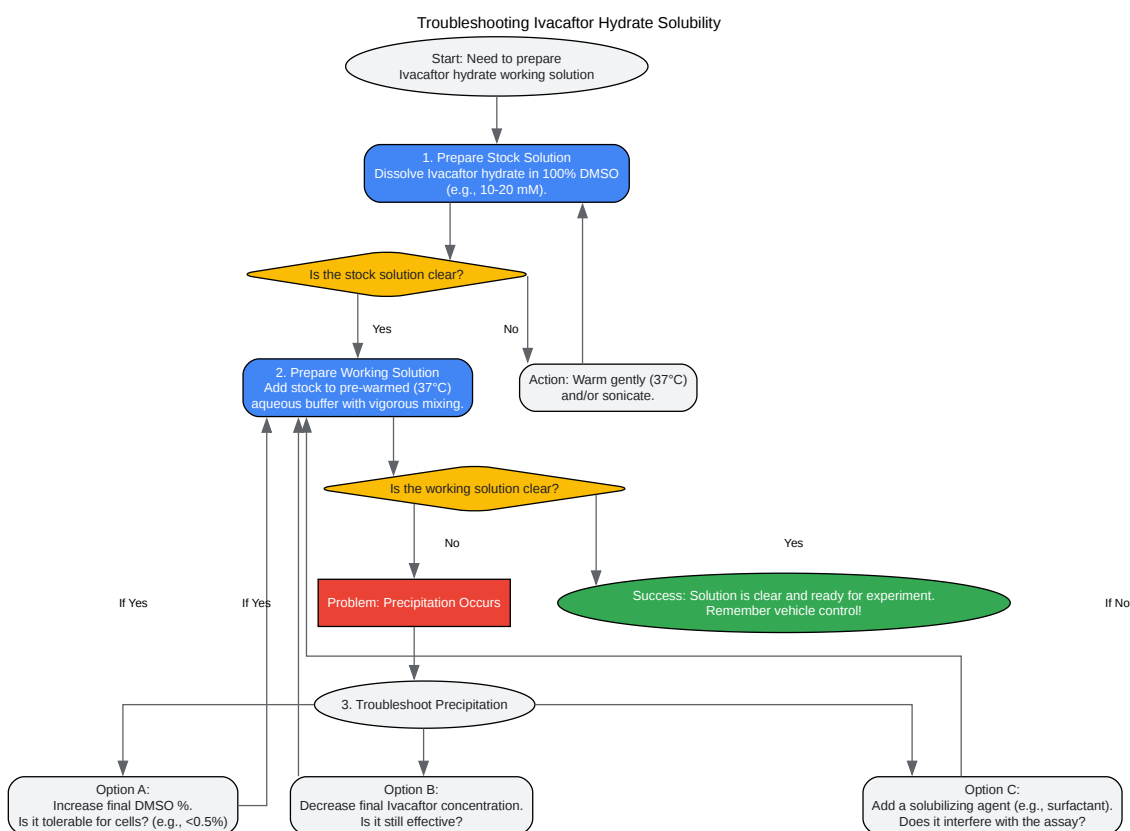 Troubleshooting Ivacaftor Hydrate Solubility
Start: Need to prepare
Ivacaftor hydrate working solution
1. Prepare Stock Solution
Dissolve Ivacaftor hydrate in 100% DMSO
(e.g., 10-20 mM).
Is the stock solution clear?
Yes
No
2. Prepare Working Solution
Add stock to pre-warmed (37°C)
aqueous buffer with vigorous mixing.
Action: Warm gently (37°C)
and/or sonicate.
Is the working solution clear?
No
Yes
If Yes
If Yes
Problem: Precipitation Occurs
Success: Solution is clear and ready for experiment.
Remember vehicle control!
If No
3. Troubleshoot Precipitation
Option A:
Increase final DMSO %.
Is it tolerable for cells? (e.g., <0.5%)
Option B:
Decrease final Ivacaftor concentration.
Is it still effective?
Option C:
Add a solubilizing agent (e.g., surfactant).
Does it interfere with the assay?